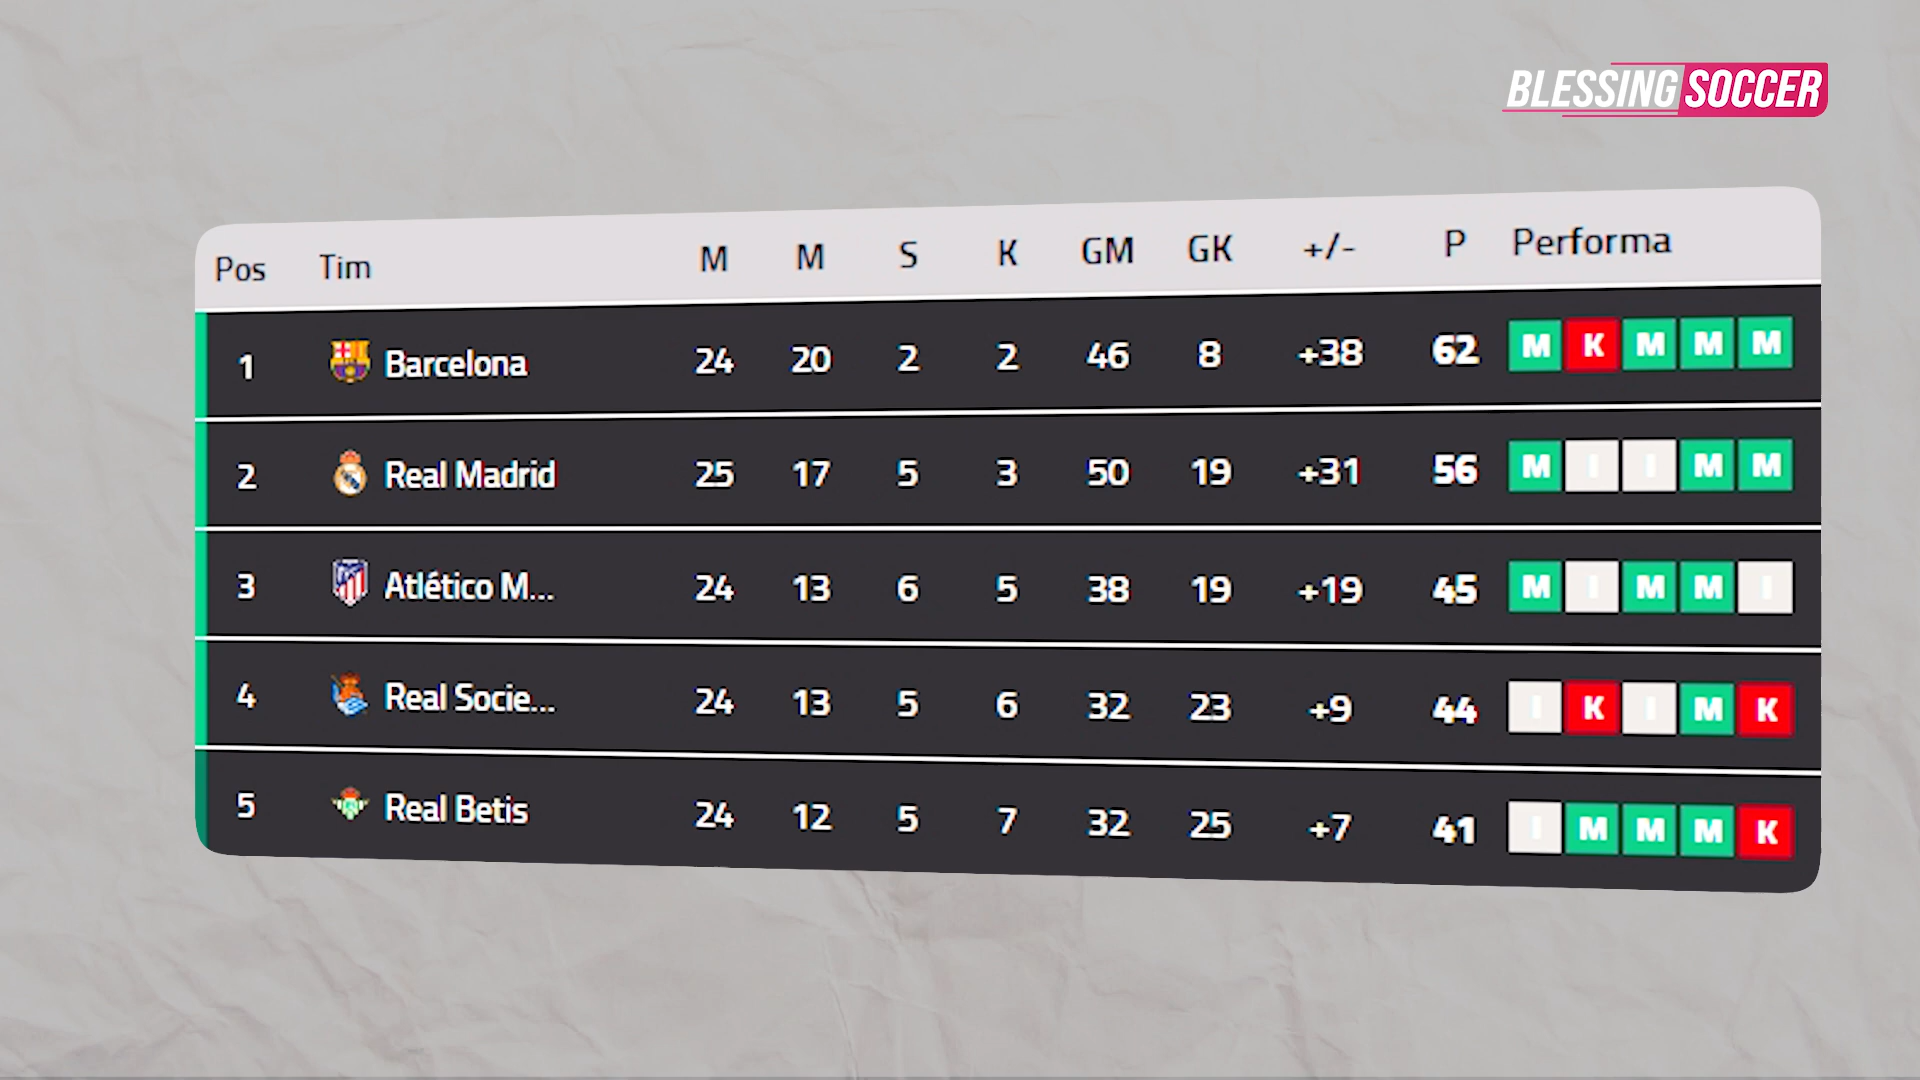 BLESSING SOCCER
Pos Tim M M S K GM GK +/- P Performa
1 Barcelona 24 20 2 2 46 8 +38 62 M K M M M
2 Real Madrid 25 17 5 3 50 19 +31 56 M I I M M
3 Atlético M... 24 13 6 5 38 19 +19 45 M I M M I
4 Real Socie... 24 13 5 6 32 23 +9 44 I K I M K
5 Real Betis 24 12 5 7 32 25 +7 41 I M M M K